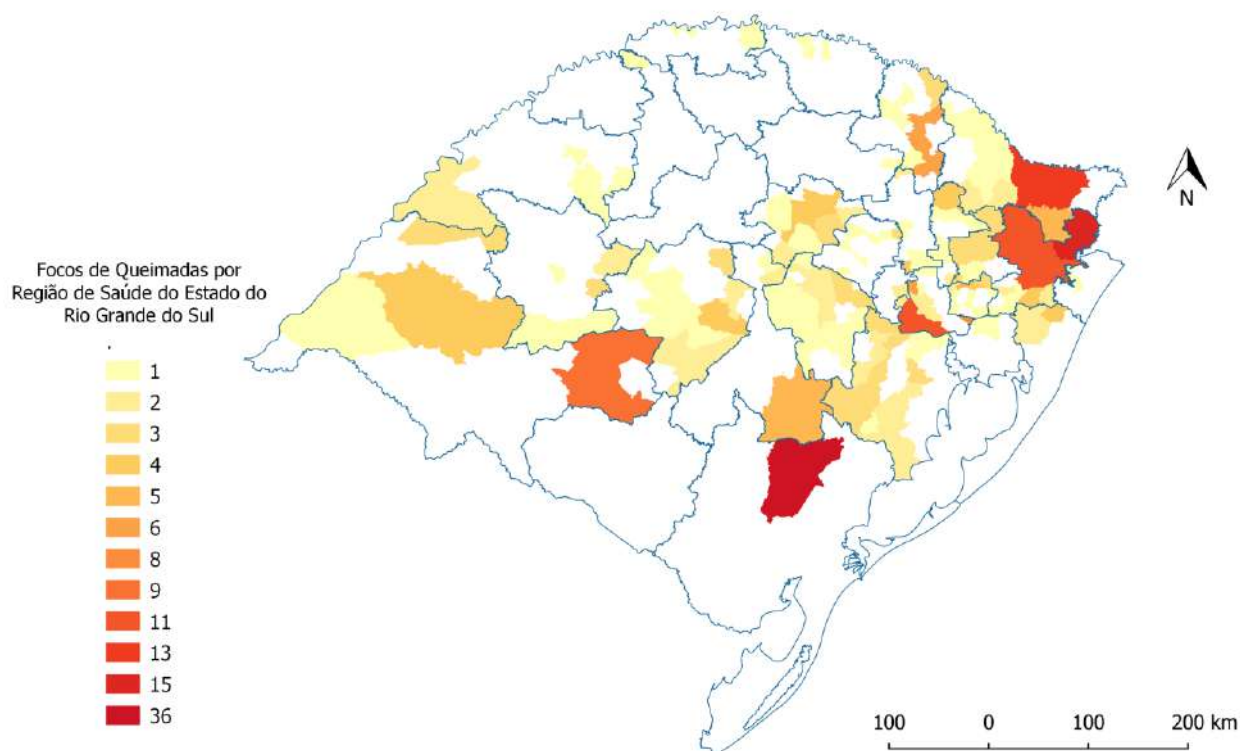 N
Focos de Queimadas por
Região de Saúde do Estado do
Rio Grande do Sul
.
1
2
3
4
5
6
8
9
11
13
15
36
100 0 100 200 km